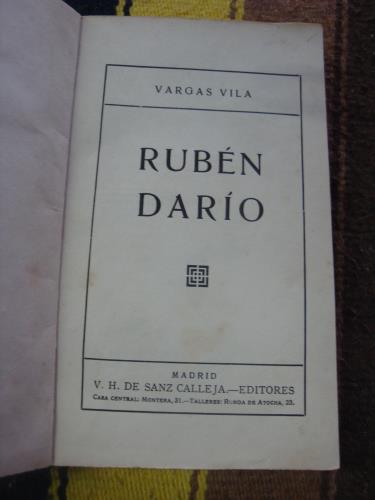 VARGAS VILA
RUBÉN
DARÍO
MADRID
V. H. DE SANZ CALLEJA.—EDITORES
CASA CENTRAL: MONTERA, 31.—TALLERES: RONDA DE ATOCHA, 23.